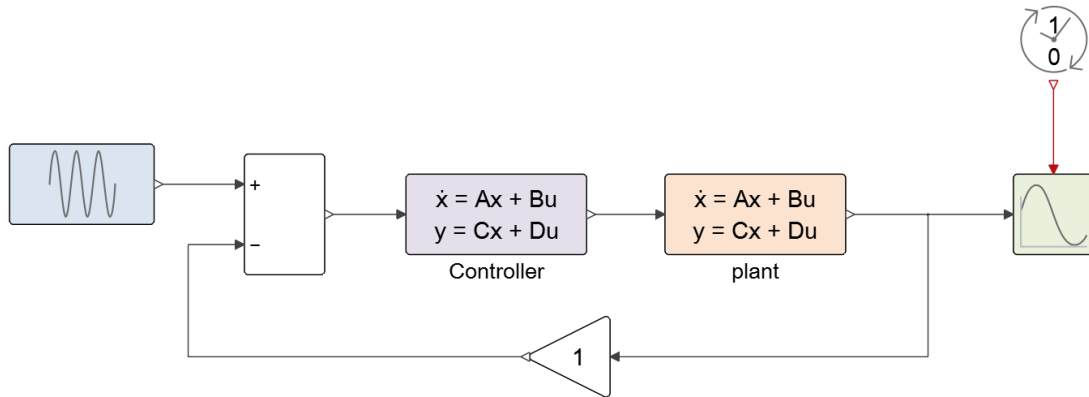 1
0
+
−
ẋ = Ax + Bu
y = Cx + Du
Controller
ẋ = Ax + Bu
y = Cx + Du
plant
1